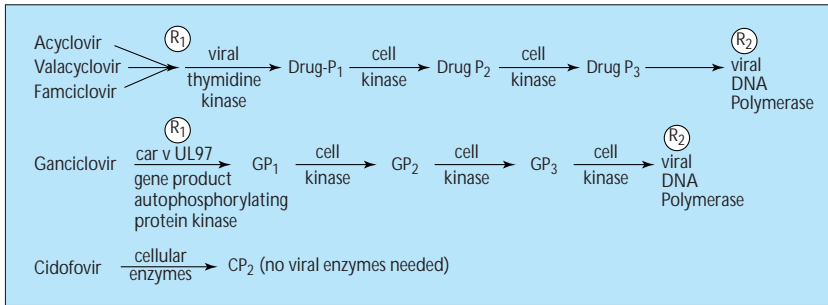 R1
R2
Acyclovir
viral
cell
cell
viral
Valacyclovir
Drug-P1
Drug P2
Drug P3
thymidine
kinase
kinase
DNA
Famciclovir
kinase
Polymerase
R1
R2
car v UL97
cell
cell
cell
viral
Ganciclovir
GP1
GP2
GP3
gene product
kinase
kinase
kinase
DNA
autophosphorylating
Polymerase
protein kinase
cellular
Cidofovir
CP2 (no viral enzymes needed)
enzymes